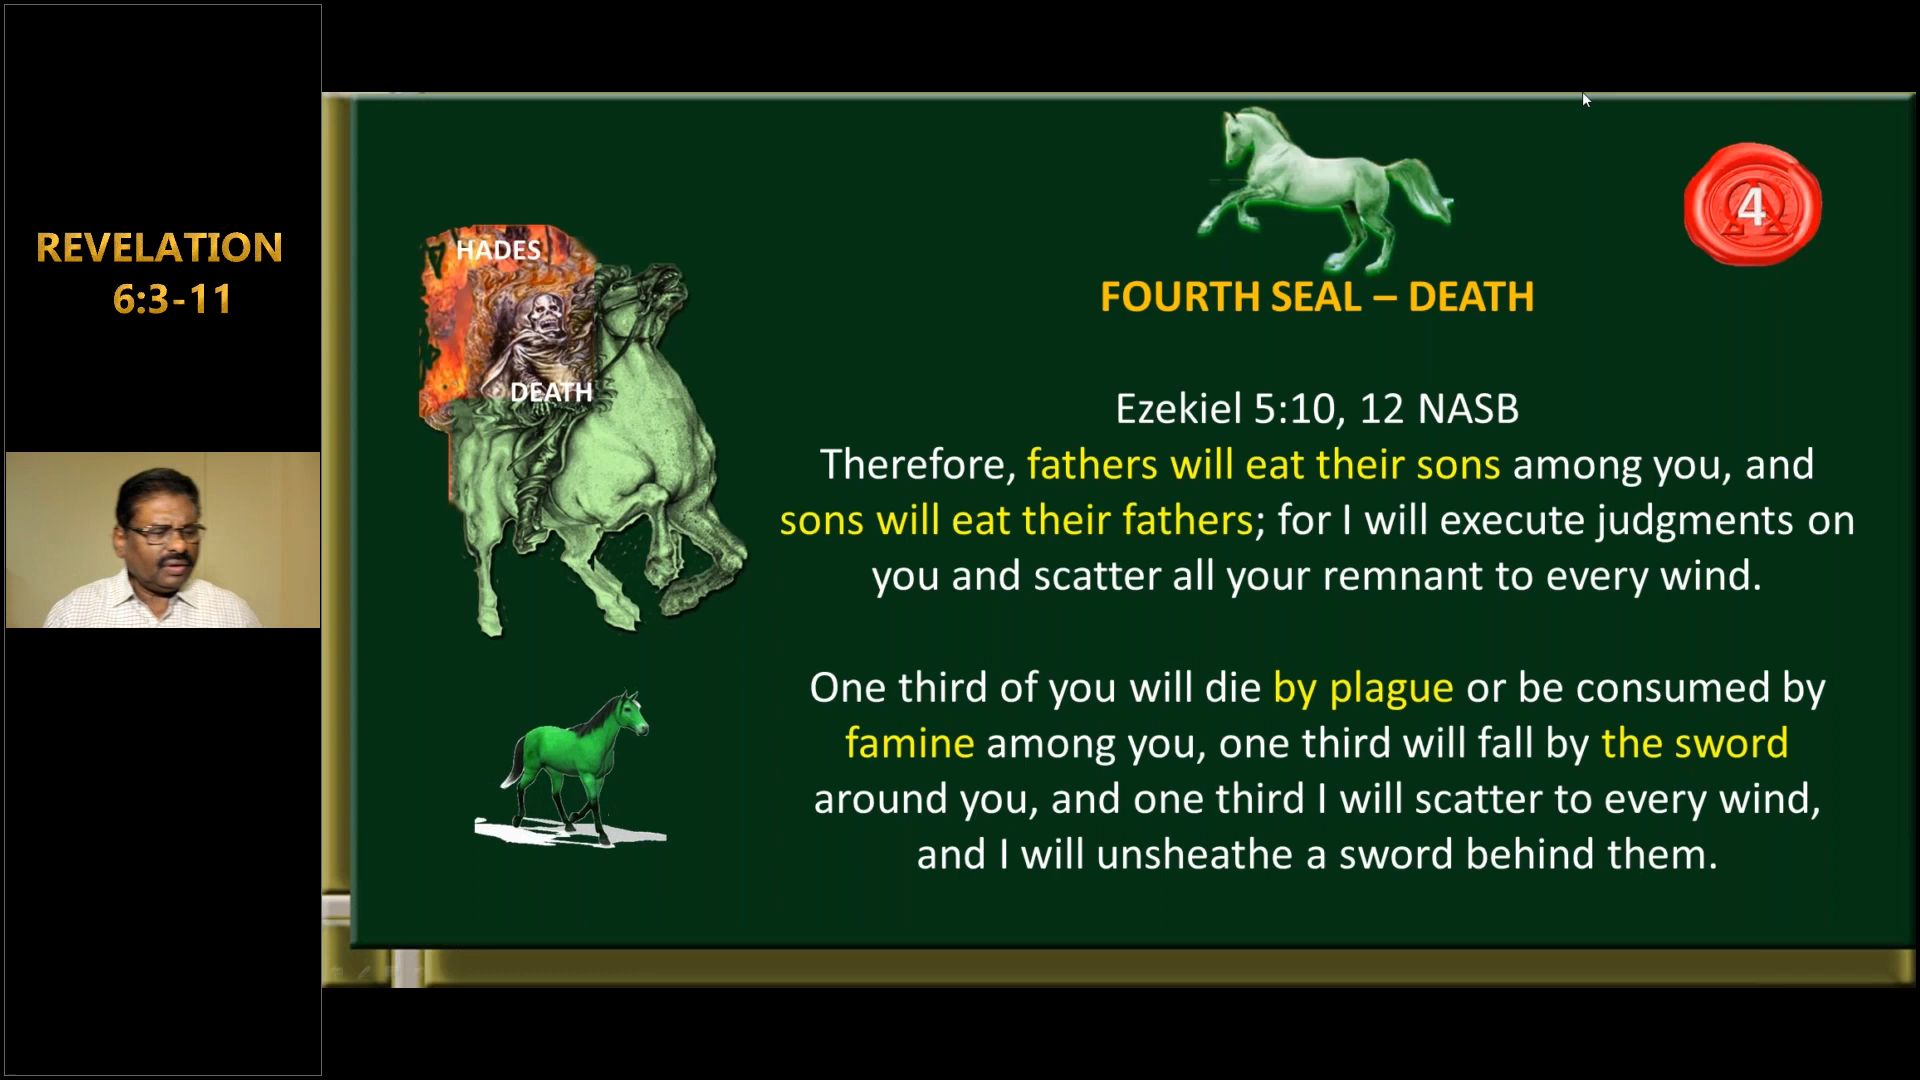 REVELATION
6:3-11
HADES
DEATH
4
FOURTH SEAL – DEATH
Ezekiel 5:10, 12 NASB
Therefore, fathers will eat their sons among you, and
sons will eat their fathers; for I will execute judgments on
you and scatter all your remnant to every wind.
One third of you will die by plague or be consumed by
famine among you, one third will fall by the sword
around you, and one third I will scatter to every wind,
and I will unsheathe a sword behind them.